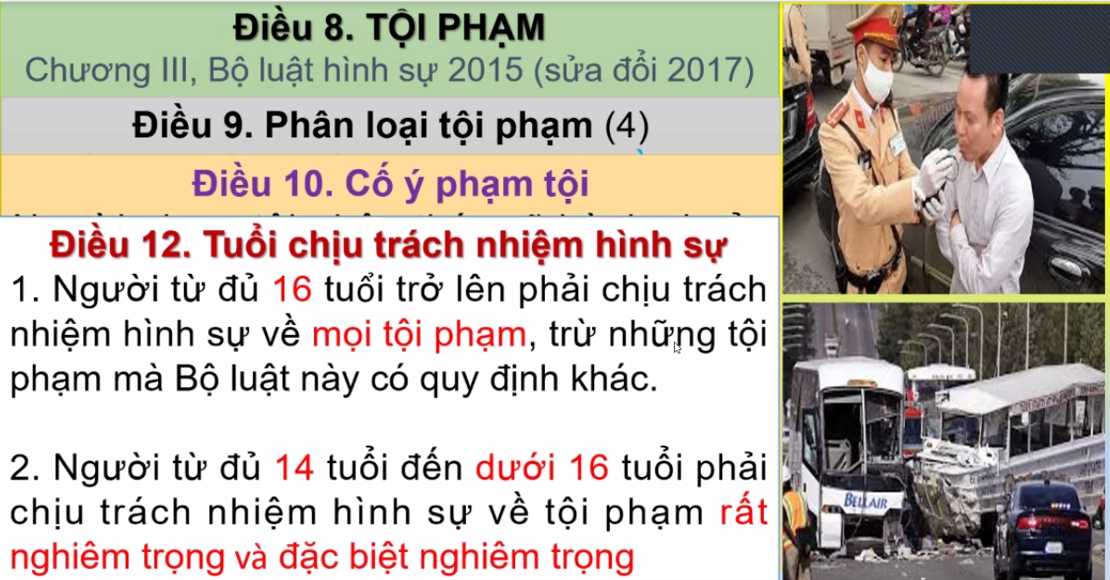 Điều 8. TỘI PHẠM
Chương III, Bộ luật hình sự 2015 (sửa đổi 2017)
Điều 9. Phân loại tội phạm (4)
Điều 10. Cố ý phạm tội
Điều 12. Tuổi chịu trách nhiệm hình sự
1. Người từ đủ 16 tuổi trở lên phải chịu trách
nhiệm hình sự về mọi tội phạm, trừ những tội
phạm mà Bộ luật này có quy định khác.
2. Người từ đủ 14 tuổi đến dưới 16 tuổi phải
chịu trách nhiệm hình sự về tội phạm rất
nghiêm trọng và đặc biệt nghiêm trọng
BELLAIR